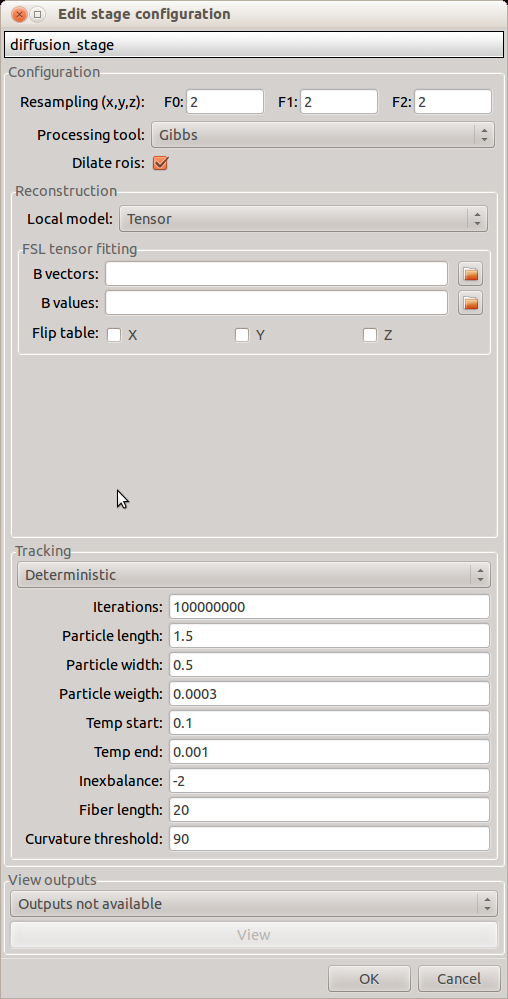 Edit stage configuration
diffusion_stage
Configuration
Resampling (x,y,z): F0: 2 F1: 2 F2: 2
Processing tool: Gibbs
Dilate rois:
Reconstruction
Local model: Tensor
FSL tensor fitting
B vectors:
B values:
Flip table: X Y Z
Tracking
Deterministic
Iterations: 100000000
Particle length: 1.5
Particle width: 0.5
Particle weigth: 0.0003
Temp start: 0.1
Temp end: 0.001
Inexbalance: -2
Fiber length: 20
Curvature threshold: 90
View outputs
Outputs not available
View
OK Cancel